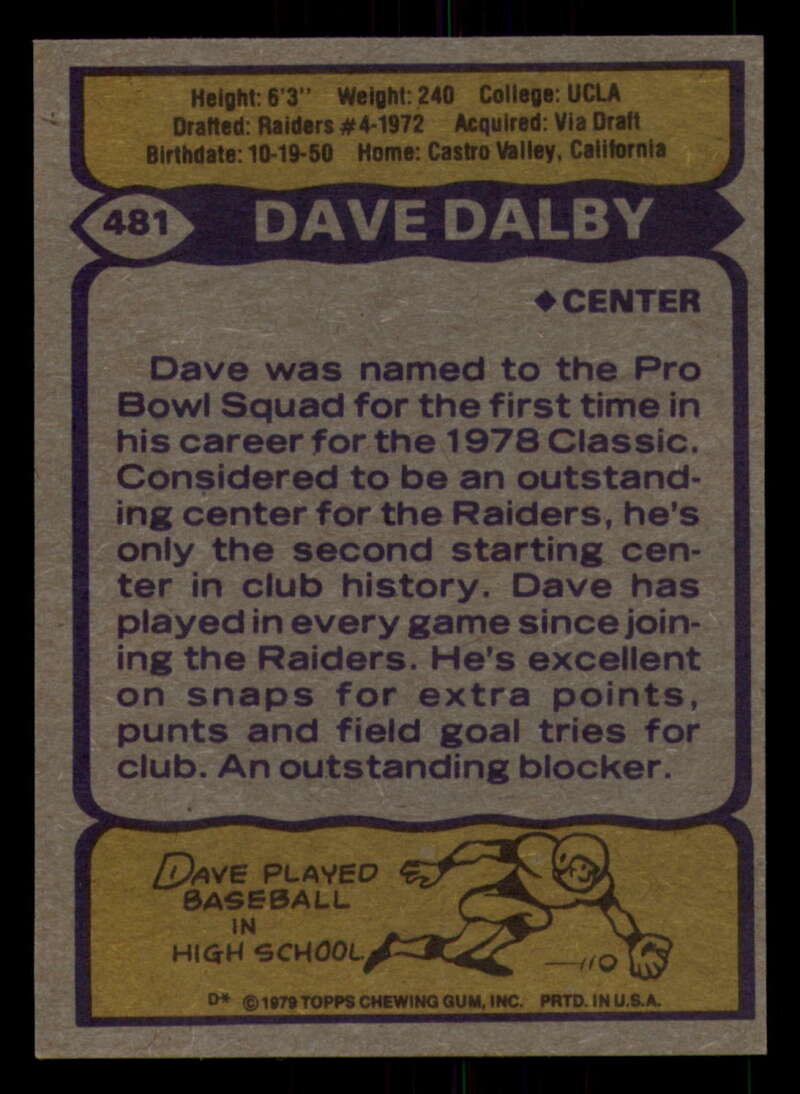 Height: 6'3'' Weight: 240 College: UCLA
Drafted: Raiders #4-1972 Acquired: Via Draft
Birthdate: 10-19-50 Home: Castro Valley, California
481 DAVE DALBY
◆CENTER
Dave was named to the Pro
Bowl Squad for the first time in
his career for the 1978 Classic.
Considered to be an outstand-
ing center for the Raiders, he's
only the second starting cen-
ter in club history. Dave has
played in every game since join-
ing the Raiders. He's excellent
on snaps for extra points,
punts and field goal tries for
club. An outstanding blocker.
DAVE PLAYED
BASEBALL
IN
HIGH SCHOOL
D* ©1979 TOPPS CHEWING GUM, INC. PRTD. IN U.S.A.